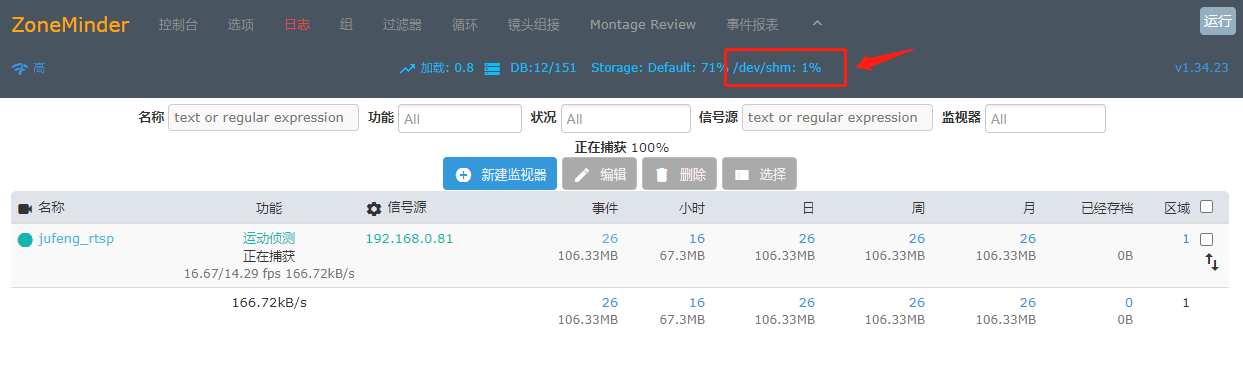 ZoneMinder 控制台 选项 日志 组 过滤器 循环 镜头组接 Montage Review 事件报表 运行
高 加载: 0.8 DB:12/151 Storage: Default: 71% /dev/shm: 1% v1.34.23
名称 text or regular expression 功能 All 状况 All 信号源 text or regular expression 监视器 All
正在捕获 100%
新建监视器 编辑 删除 选择
名称 功能 信号源 事件 小时 日 周 月 已经存档 区域
jufeng_rtsp 运动侦测 192.168.0.81 26 16 26 26 26 1
正在捕获 106.33MB 67.3MB 106.33MB 106.33MB 106.33MB 0B
16.67/14.29 fps 166.72kB/s
166.72kB/s 26 16 26 26 26 0 1
106.33MB 67.3MB 106.33MB 106.33MB 106.33MB 0B